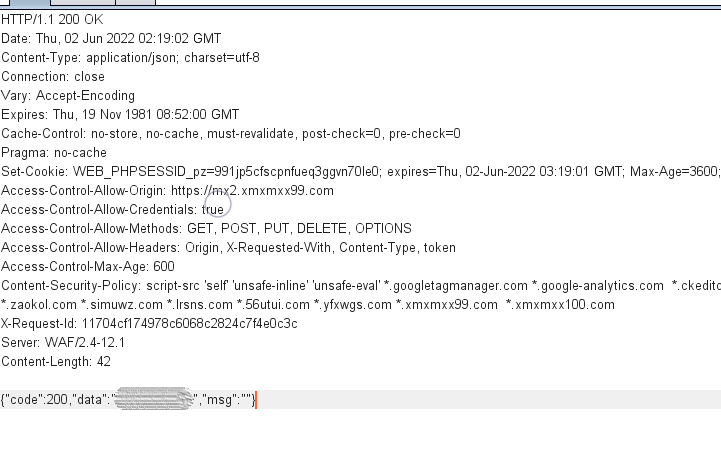 HTTP/1.1 200 OK
Date: Thu, 02 Jun 2022 02:19:02 GMT
Content-Type: application/json; charset=utf-8
Connection: close
Vary: Accept-Encoding
Expires: Thu, 19 Nov 1981 08:52:00 GMT
Cache-Control: no-store, no-cache, must-revalidate, post-check=0, pre-check=0
Pragma: no-cache
Set-Cookie: WEB_PHPSESSID_pz=991jp5cfscpnfueq3ggvn70le0; expires=Thu, 02-Jun-2022 03:19:01 GMT; Max-Age=3600;
Access-Control-Allow-Origin: https://mx2.xmxmxx99.com
Access-Control-Allow-Credentials: true
Access-Control-Allow-Methods: GET, POST, PUT, DELETE, OPTIONS
Access-Control-Allow-Headers: Origin, X-Requested-With, Content-Type, token
Access-Control-Max-Age: 600
Content-Security-Policy: script-src 'self' 'unsafe-inline' 'unsafe-eval' *.googletagmanager.com *.google-analytics.com *.ckedito
*.zaokol.com *.simuwz.com *.lrsns.com *.56utui.com *.yfxwgs.com *.xmxmxx99.com *.xmxmxx100.com
X-Request-Id: 11704cf174978c6068c2824c7f4e0c3c
Server: WAF/2.4-12.1
Content-Length: 42
{"code":200,"data":"","msg":""}